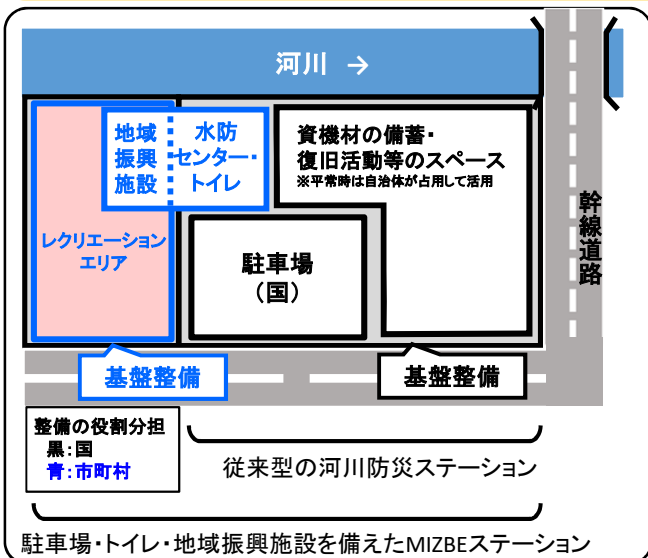 河川 →
地域
振興
施設
水防
センター・
トイレ
資機材の備蓄・
復旧活動等のスペース
※平常時は自治体が占用して活用
レクリエーション
エリア
駐車場
（国）
幹線道路
基盤整備
基盤整備
整備の役割分担
黒：国
青：市町村
従来型の河川防災ステーション
駐車場・トイレ・地域振興施設を備えたMIZBEステーション